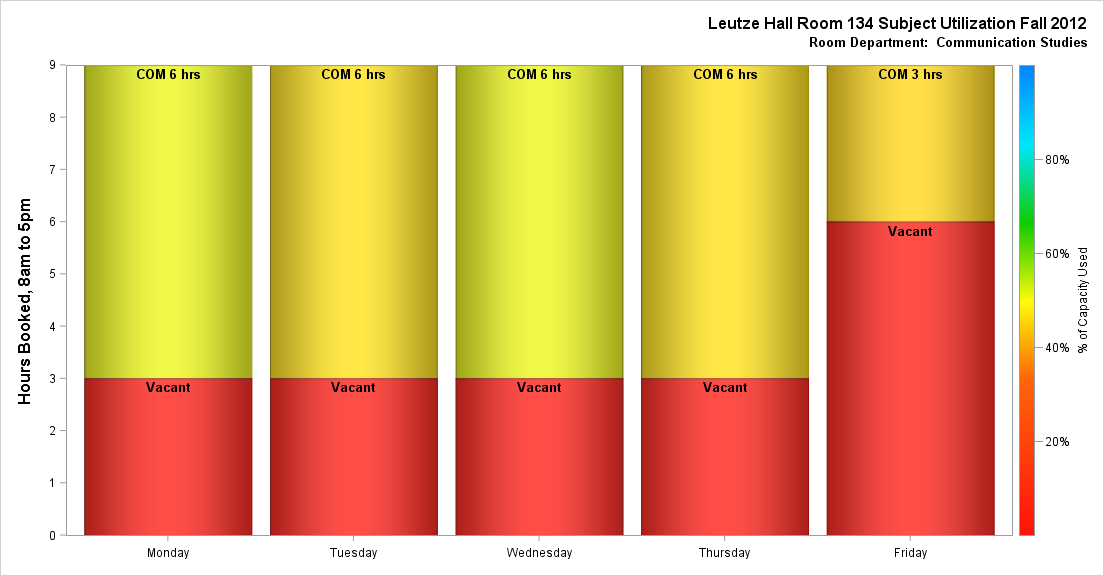 Leutze Hall Room 134 Subject Utilization Fall 2012
Room Department: Communication Studies
9
8
7
6
5
4
3
2
1
0
Hours Booked, 8am to 5pm
COM 6 hrs
COM 6 hrs
COM 6 hrs
COM 6 hrs
COM 3 hrs
Vacant
Vacant
Vacant
Vacant
Vacant
Monday
Tuesday
Wednesday
Thursday
Friday
80%
60%
40%
20%
% of Capacity Used